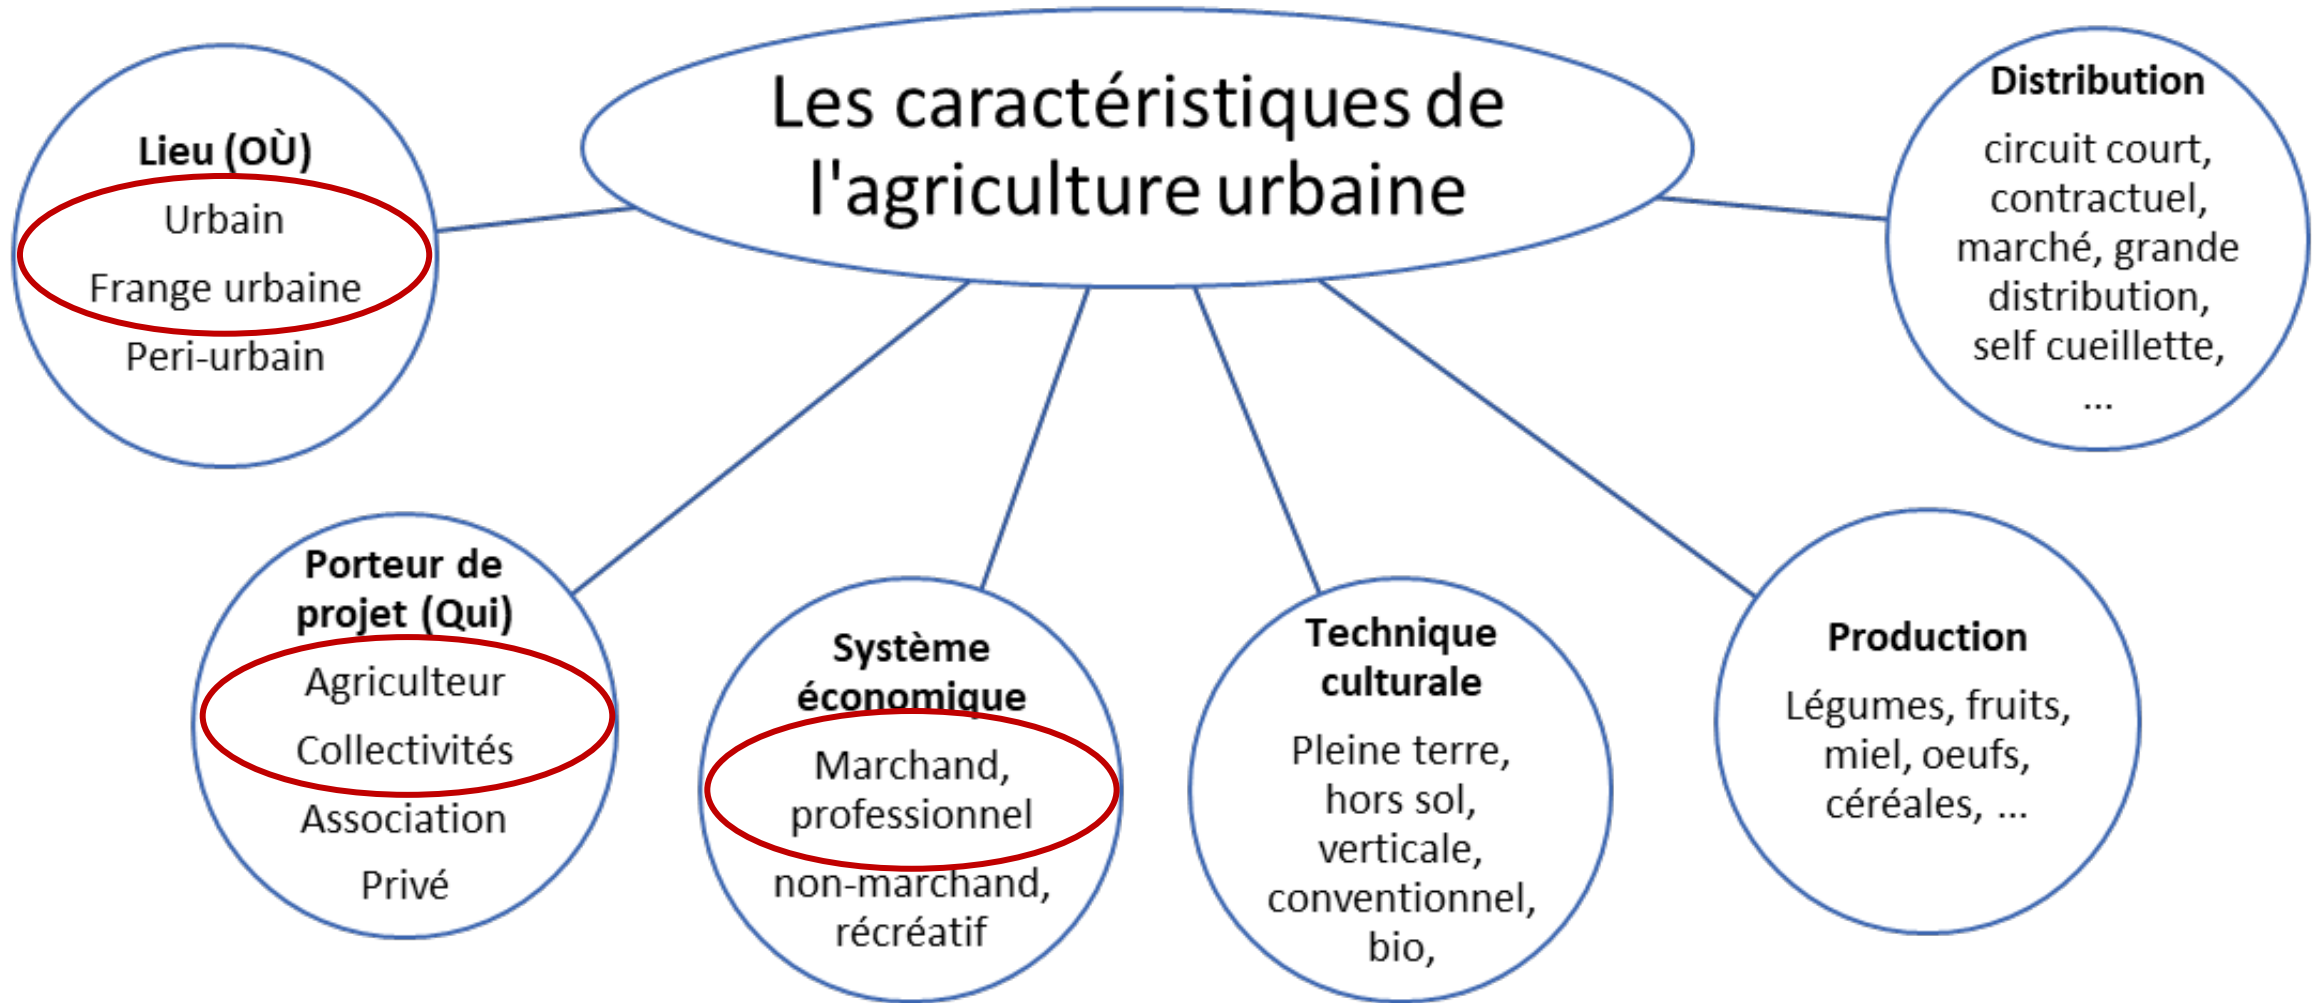 Les caractéristiques de
l'agriculture urbaine
Lieu (OÙ)
Urbain
Frange urbaine
Peri-urbain
Porteur de
projet (Qui)
Agriculteur
Collectivités
Association
Privé
Système
économique
Marchand,
professionnel
non-marchand,
récréatif
Technique
culturale
Pleine terre,
hors sol,
verticale,
conventionnel,
bio,
Production
Légumes, fruits,
miel, oeufs,
céréales, ...
Distribution
circuit court,
contractuel,
marché, grande
distribution,
self cueillette,
...